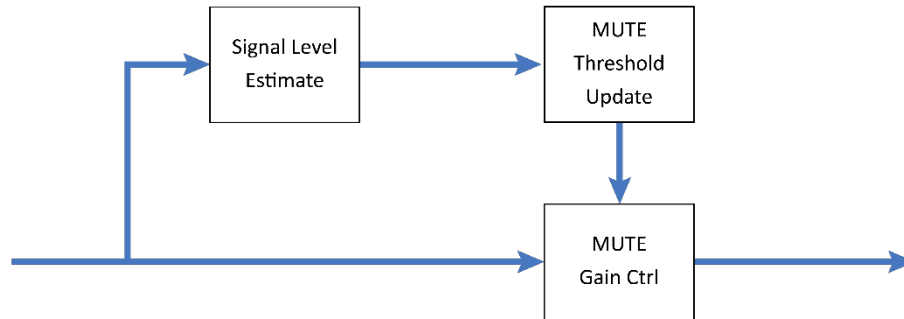 Signal Level
Estimate
MUTE
Threshold
Update
MUTE
Gain Ctrl